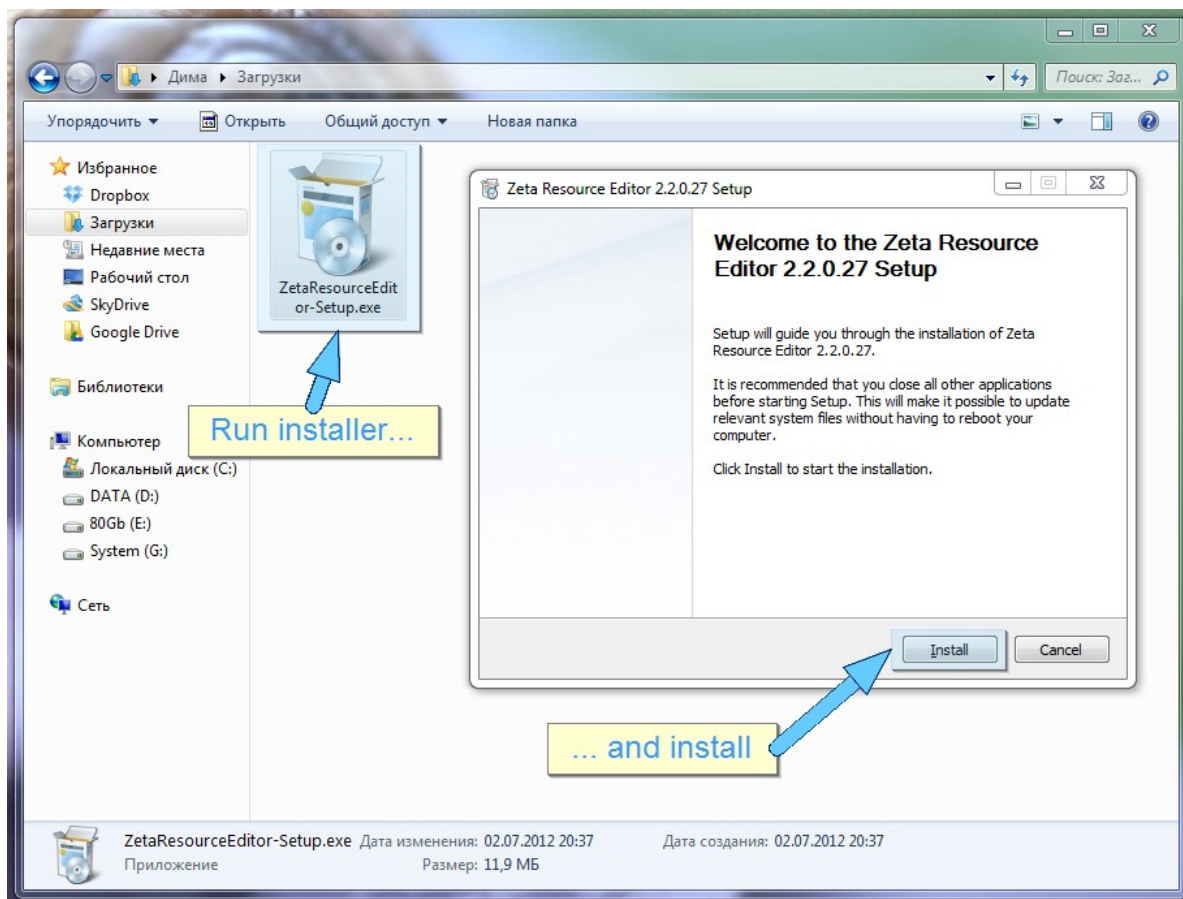 Дима ▸ Загрузки
Поиск: Заг...
Упорядочить
Открыть
Общий доступ
Новая папка
Избранное
Dropbox
Загрузки
Недавние места
Рабочий стол
SkyDrive
Google Drive
Библиотеки
Компьютер
Локальный диск (C:)
DATA (D:)
80Gb (E:)
System (G:)
Сеть
ZetaResourceEdit
or-Setup.exe
Run installer...
Zeta Resource Editor 2.2.0.27 Setup
Welcome to the Zeta Resource
Editor 2.2.0.27 Setup
Setup will guide you through the installation of Zeta
Resource Editor 2.2.0.27.
It is recommended that you close all other applications
before starting Setup. This will make it possible to update
relevant system files without having to reboot your
computer.
Click Install to start the installation.
Install
Cancel
... and install
ZetaResourceEditor-Setup.exe Дата изменения: 02.07.2012 20:37 Дата создания: 02.07.2012 20:37
Приложение Размер: 11,9 МБ